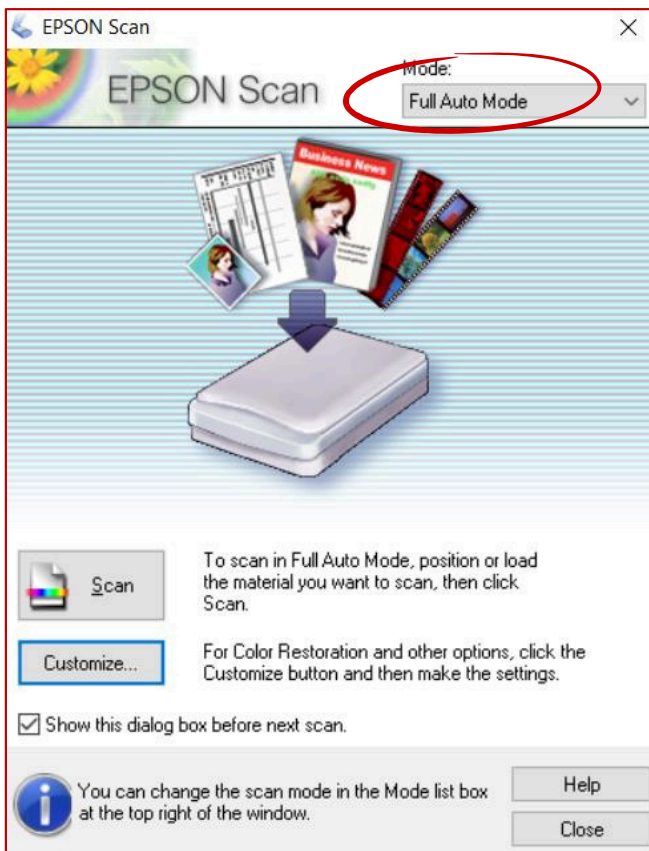 EPSON Scan
EPSON Scan
Mode:
Full Auto Mode
Business News
Scan
To scan in Full Auto Mode, position or load
the material you want to scan, then click
Scan.
Customize...
For Color Restoration and other options, click the
Customize button and then make the settings.
Show this dialog box before next scan.
You can change the scan mode in the Mode list box
at the top right of the window.
Help
Close